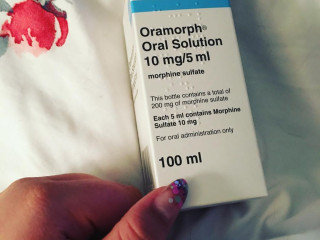 Oramorph®
Oral Solution
10 mg/5 ml
morphine sulfate
This bottle contains a total of
200 mg of morphine sulfate
Each 5 ml contains Morphine
Sulfate 10 mg
For oral administration only
100 ml